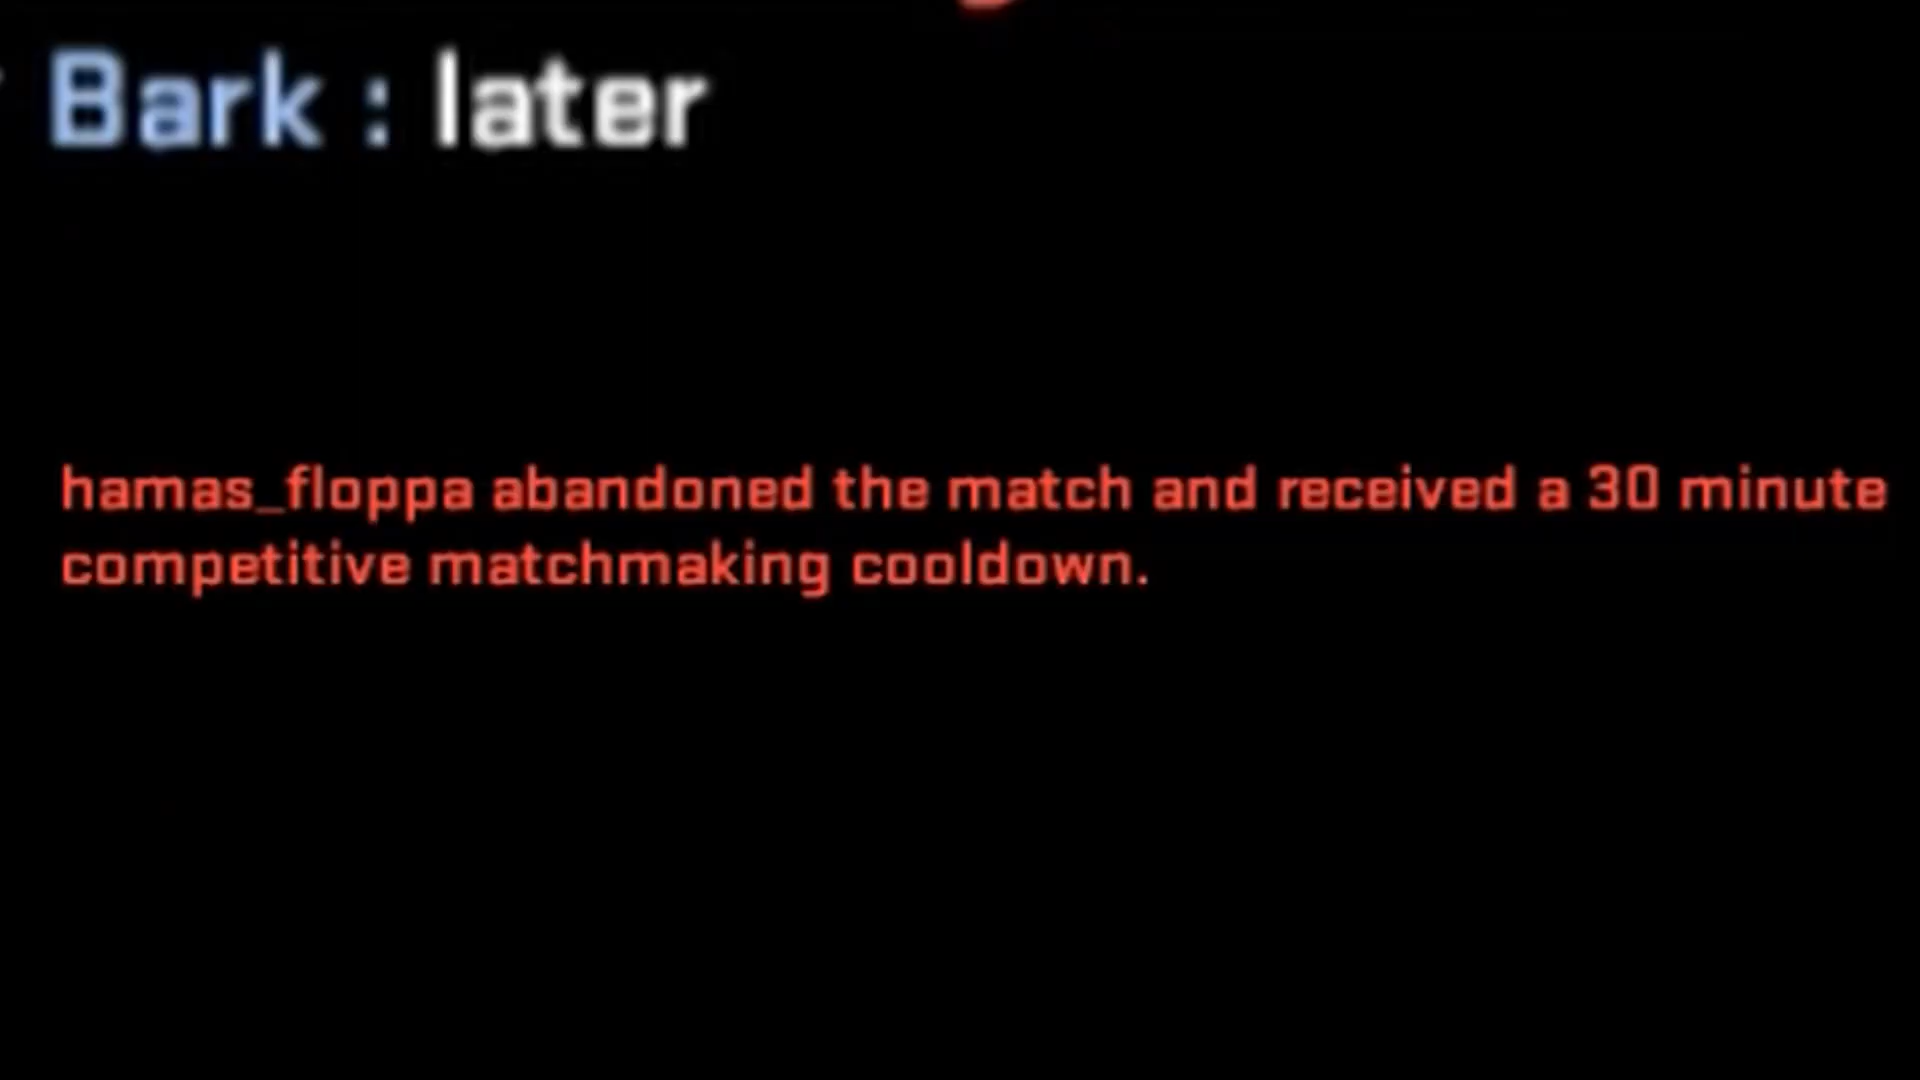 Bark : later
hamas_floppa abandoned the match and received a 30 minute
competitive matchmaking cooldown.